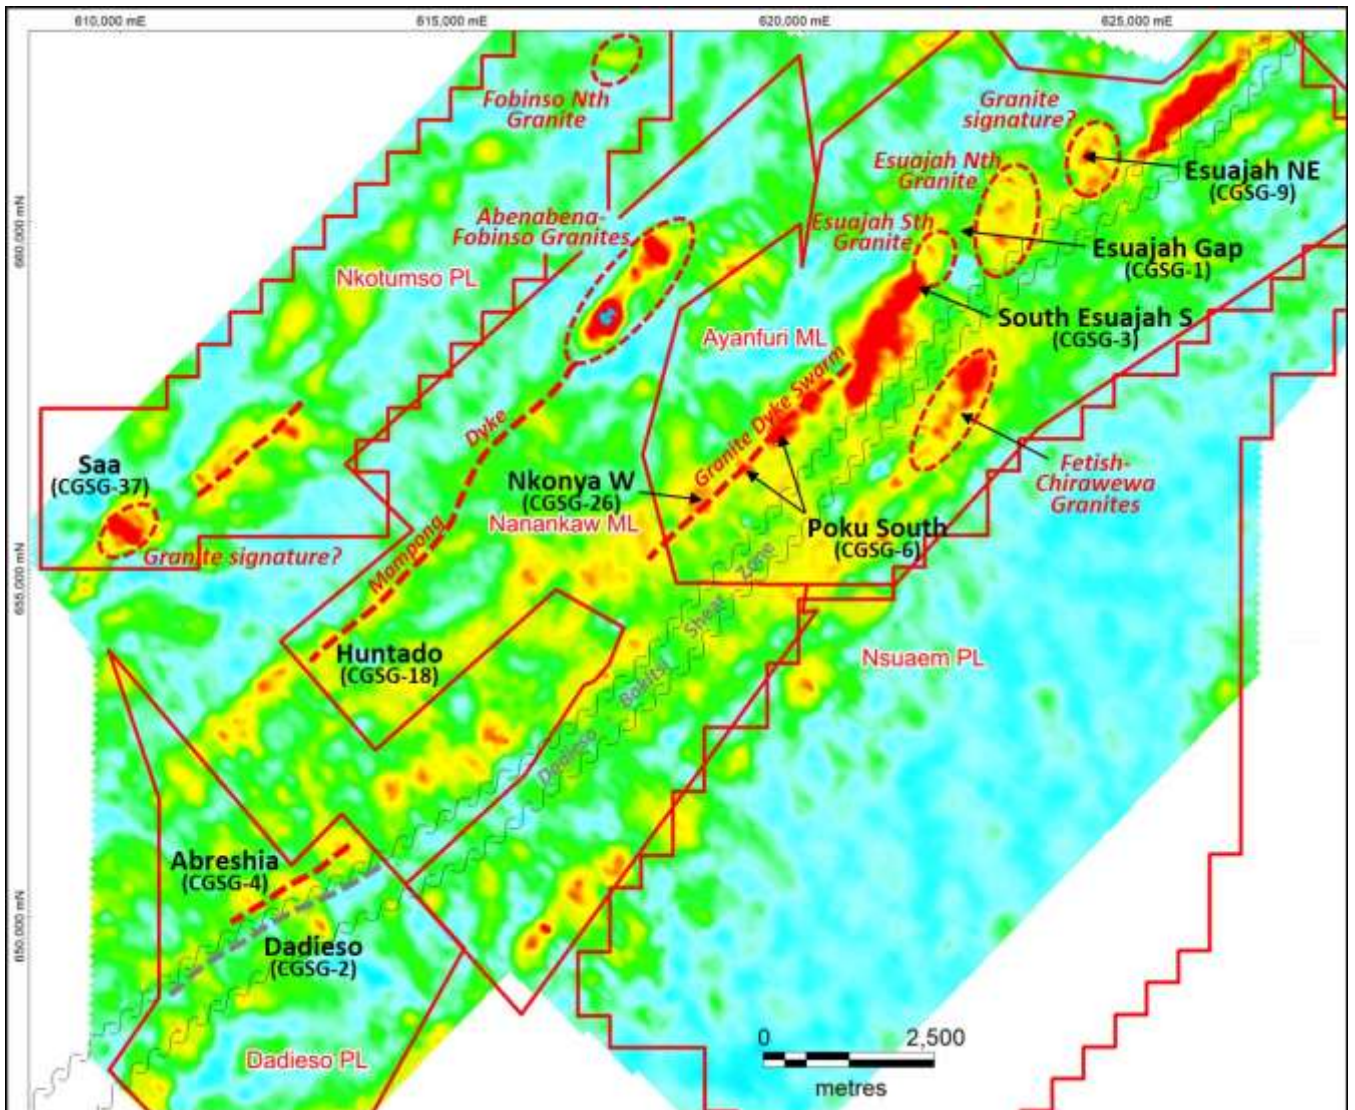 610,000 mE
615,000 mE
620,000 mE
625,000 mE
660,000 mN
655,000 mN
650,000 mN
Fobinso Nth
Granite
Granite
signature?
Esuajah NE
(CGSG-9)
Esuajah Nth
Granite
Abenabena-
Fobinso Granites
Esuajah Sth
Granite
Esuajah Gap
(CGSG-1)
Nkotumso PL
South Esuajah S
(CGSG-3)
Ayanfuri ML
Granite Dyke Swarm
Dyke
Mampong
Saa
(CGSG-37)
Granite signature?
Nkonya W
(CGSG-26)
Nanankaw ML
Fetish-
Chirawewa
Granites
Poku South
(CGSG-6)
Huntado
(CGSG-18)
Nsuaem PL
Dadieso Bokitsi Shear Zone
Abreshia
(CGSG-4)
Dadieso
(CGSG-2)
Dadieso PL
0 2,500
metres